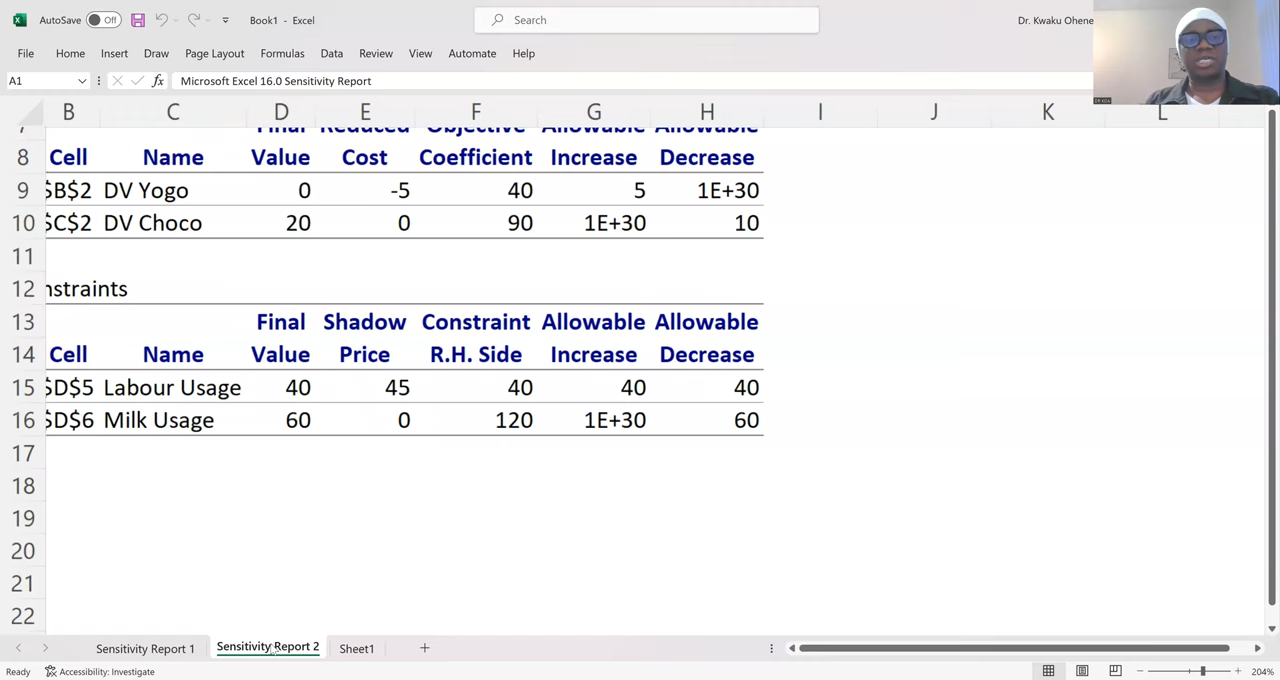 AutoSave Off Book1 - Excel Search Dr. Kwaku Ohene
File Home Insert Draw Page Layout Formulas Data Review View Automate Help
A1 fx Microsoft Excel 16.0 Sensitivity Report
B C D E F G H I J K L
7 Final Reduced Objective Allowable Allowable
8 Cell Name Value Cost Coefficient Increase Decrease
9 $B$2 DV Yogo 0 -5 40 5 1E+30
10 $C$2 DV Choco 20 0 90 1E+30 10
11
12 nstraints
13 Final Shadow Constraint Allowable Allowable
14 Cell Name Value Price R.H. Side Increase Decrease
15 $D$5 Labour Usage 40 45 40 40 40
16 $D$6 Milk Usage 60 0 120 1E+30 60
17
18
19
20
21
22
Sensitivity Report 1 Sensitivity Report 2 Sheet1
Ready Accessibility: Investigate 204%